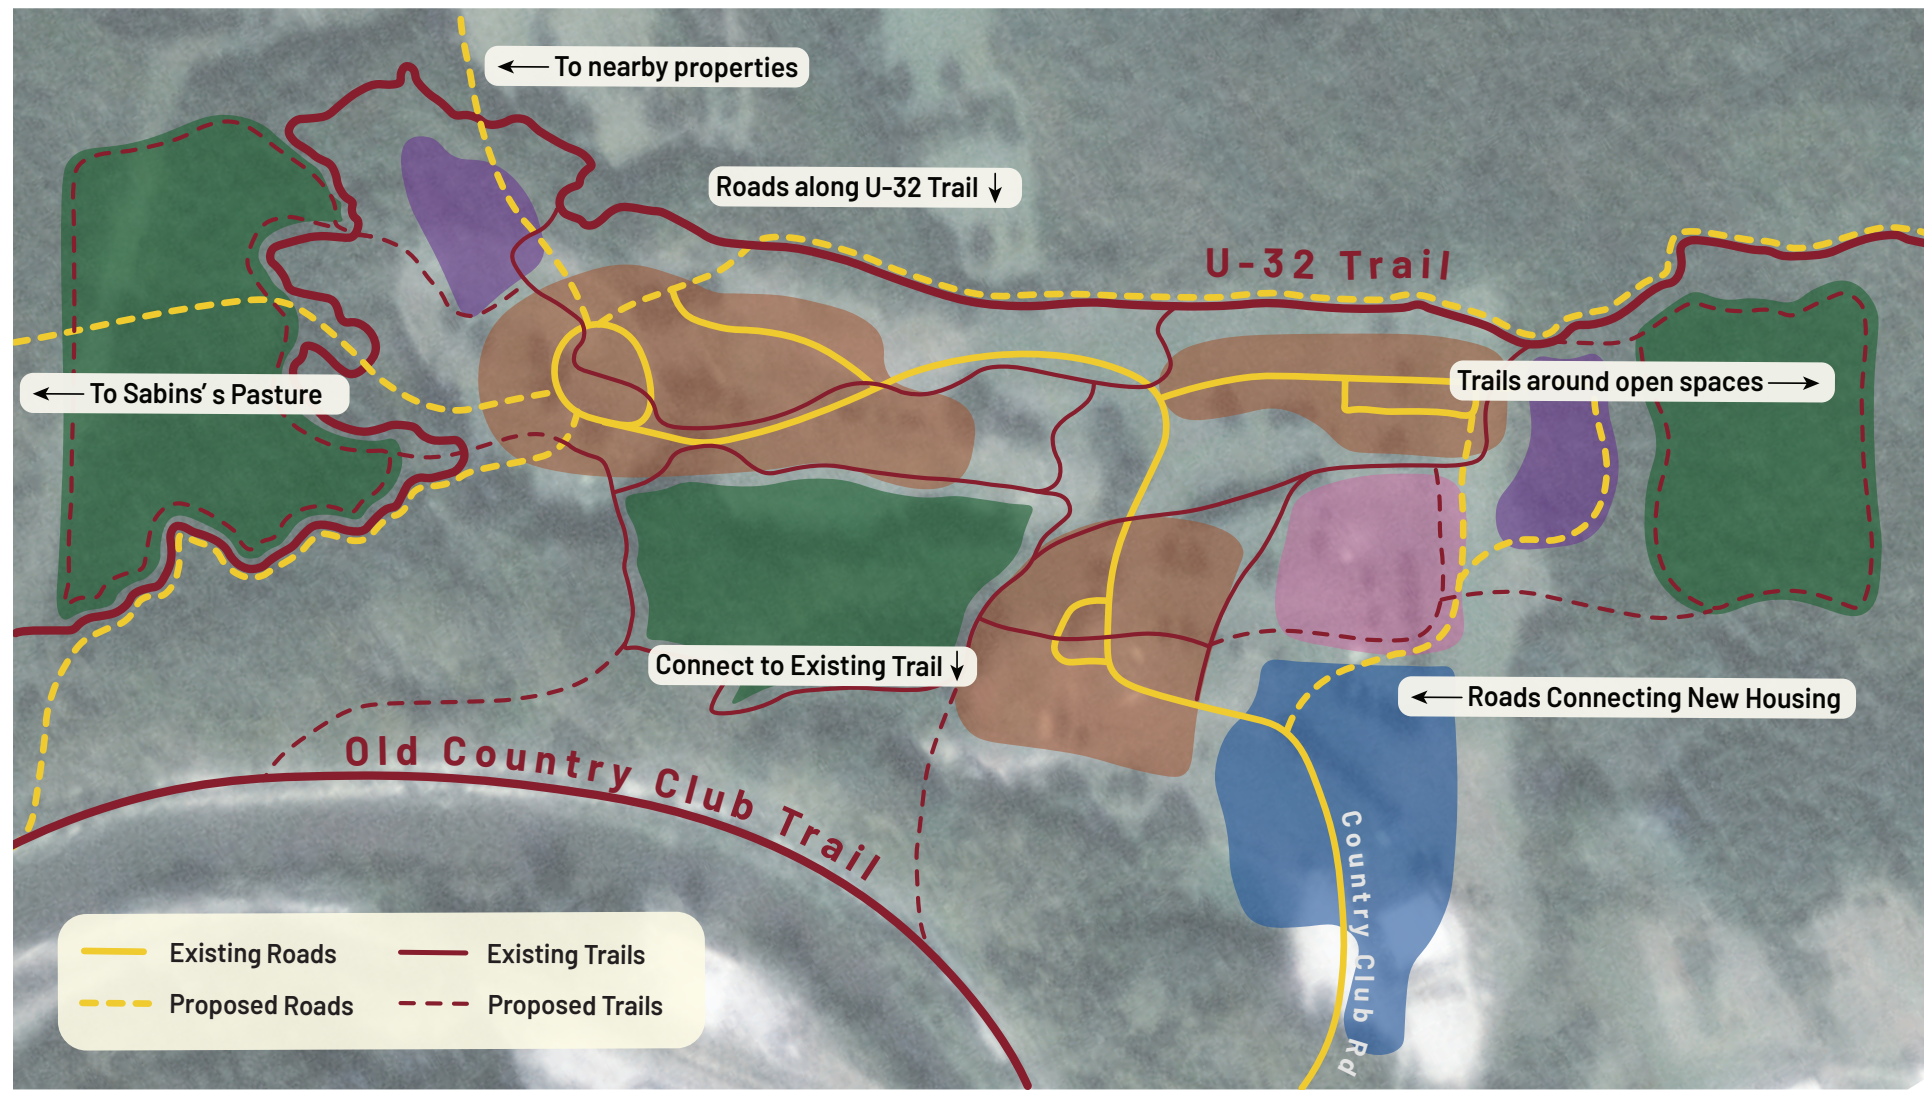 To nearby properties
Roads along U-32 Trail
U-32 Trail
To Sabins’ s Pasture
Trails around open spaces
Connect to Existing Trail
Roads Connecting New Housing
Old Country Club Trail
Country Club Rd
Existing Roads
Existing Trails
Proposed Roads
Proposed Trails